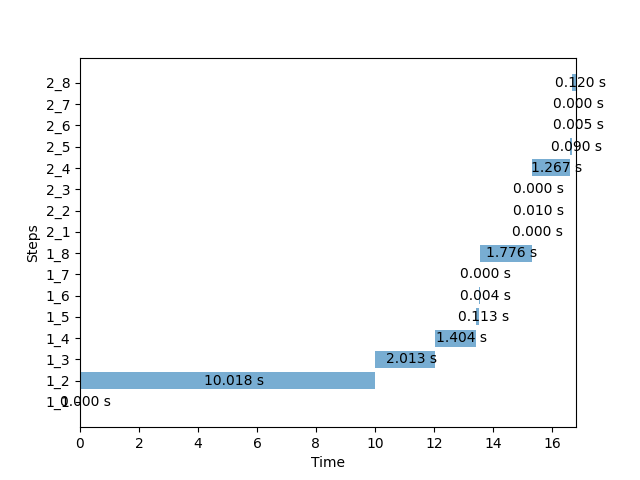 2_8 0.120 s
2_7 0.000 s
2_6 0.005 s
2_5 0.090 s
2_4 1.267 s
2_3 0.000 s
2_2 0.010 s
2_1 0.000 s
1_8 1.776 s
1_7 0.000 s
1_6 0.004 s
1_5 0.113 s
1_4 1.404 s
1_3 2.013 s
1_2 10.018 s
1_1 0.000 s
0 2 4 6 8 10 12 14 16
Time
Steps